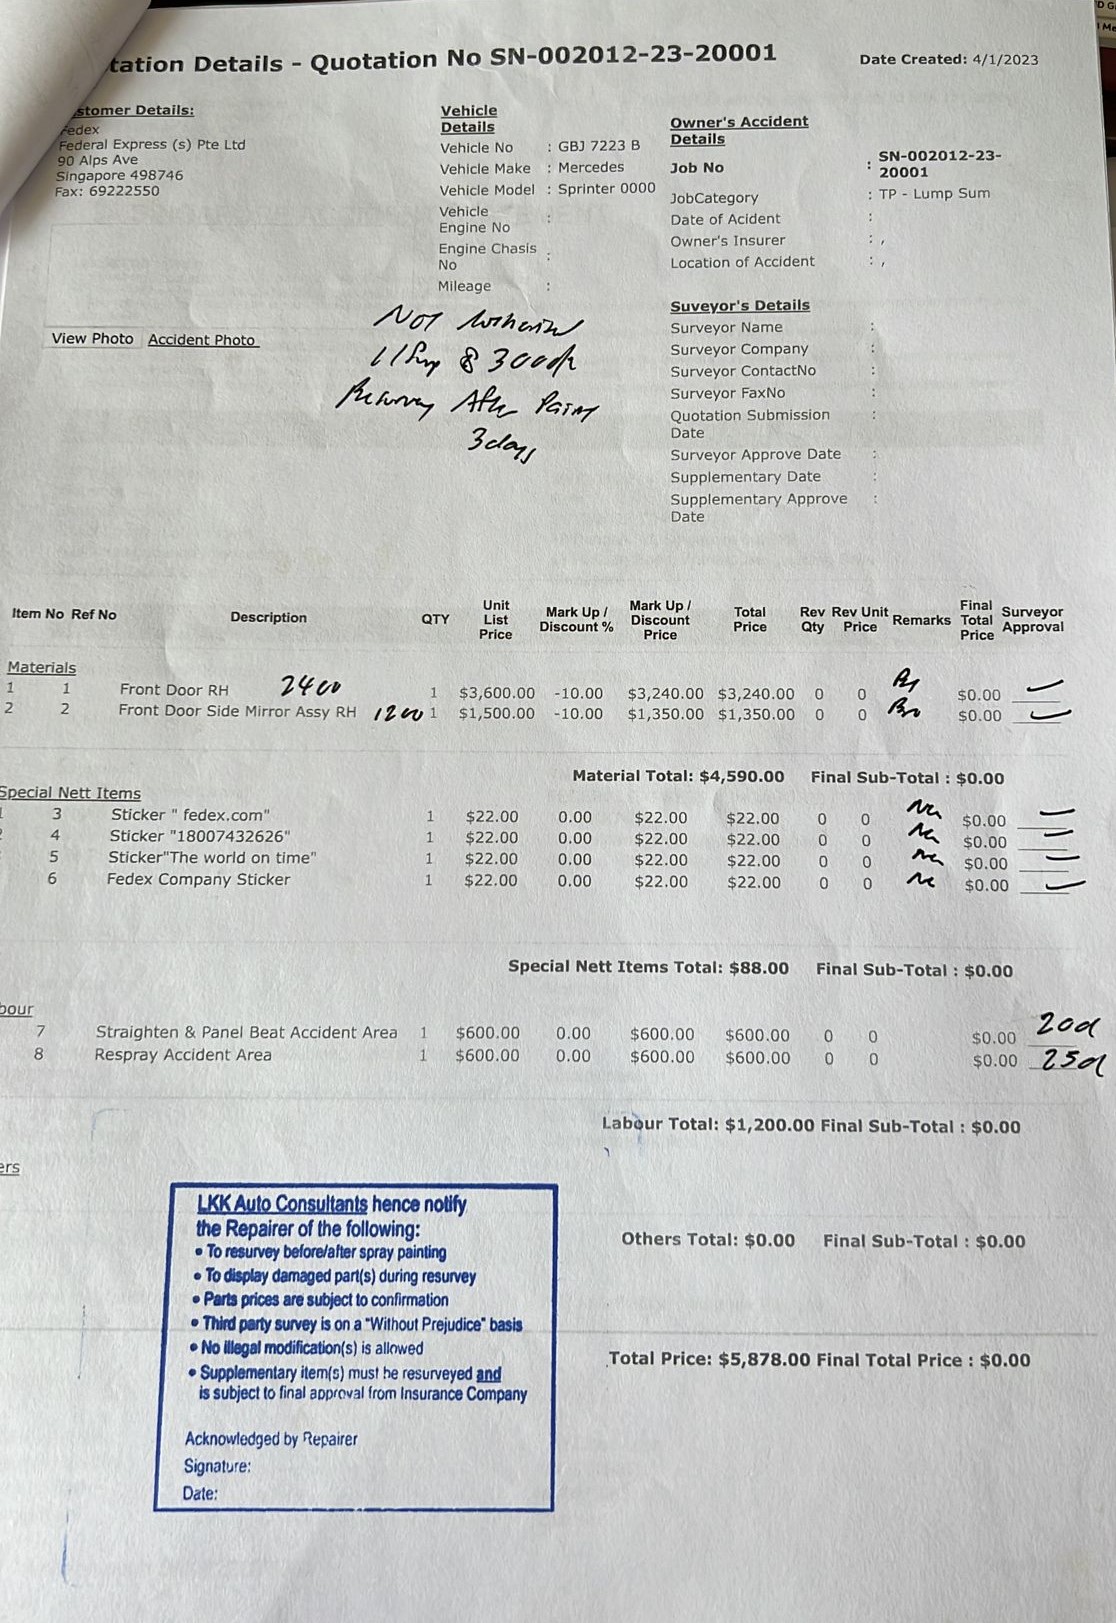 tation Details - Quotation No SN-002012-23-20001
Date Created: 4/1/2023
stomer Details:
Fedex
Federal Express (s) Pte Ltd
90 Alps Ave
Singapore 498746
Fax: 69222550
View Photo Accident Photo
Vehicle
Details
Vehicle No : GBJ 7223 B
Vehicle Make : Mercedes
Vehicle Model : Sprinter 0000
Vehicle
Engine No :
Engine Chasis
No :
Mileage :
Owner's Accident
Details
Job No : SN-002012-23-
20001
JobCategory : TP - Lump Sum
Date of Acident :
Owner's Insurer : ,
Location of Accident : ,
Suveyor's Details
Surveyor Name :
Surveyor Company :
Surveyor ContactNo :
Surveyor FaxNo :
Quotation Submission
Date :
Surveyor Approve Date :
Supplementary Date :
Supplementary Approve
Date :
Not
Resurvey After Paint
3 days
Item No Ref No Description QTY Unit List Price Mark Up / Discount % Mark Up / Discount Price Total Price Rev Qty Rev Unit Price Remarks Final Total Price Surveyor Approval
Materials
1 1 Front Door RH 2400 1 $3,600.00 -10.00 $3,240.00 $3,240.00 0 0 $0.00
2 2 Front Door Side Mirror Assy RH 1200 1 $1,500.00 -10.00 $1,350.00 $1,350.00 0 0 $0.00
Material Total: $4,590.00 Final Sub-Total : $0.00
Special Nett Items
3 Sticker " fedex.com" 1 $22.00 0.00 $22.00 $22.00 0 0 $0.00
4 Sticker "18007432626" 1 $22.00 0.00 $22.00 $22.00 0 0 $0.00
5 Sticker"The world on time" 1 $22.00 0.00 $22.00 $22.00 0 0 $0.00
6 Fedex Company Sticker 1 $22.00 0.00 $22.00 $22.00 0 0 $0.00
Special Nett Items Total: $88.00 Final Sub-Total : $0.00
bour
7 Straighten & Panel Beat Accident Area 1 $600.00 0.00 $600.00 $600.00 0 0 $0.00
8 Respray Accident Area 1 $600.00 0.00 $600.00 $600.00 0 0 $0.00
Labour Total: $1,200.00 Final Sub-Total : $0.00
ers
Others Total: $0.00 Final Sub-Total : $0.00
Total Price: $5,878.00 Final Total Price : $0.00
LKK Auto Consultants hence notify
the Repairer of the following:
• To resurvey before/after spray painting
• To display damaged part(s) during resurvey
• Parts prices are subject to confirmation
• Third party survey is on a "Without Prejudice" basis
• No illegal modification(s) is allowed
• Supplementary item(s) must be resurveyed and
is subject to final approval from Insurance Company
Acknowledged by Repairer
Signature:
Date: